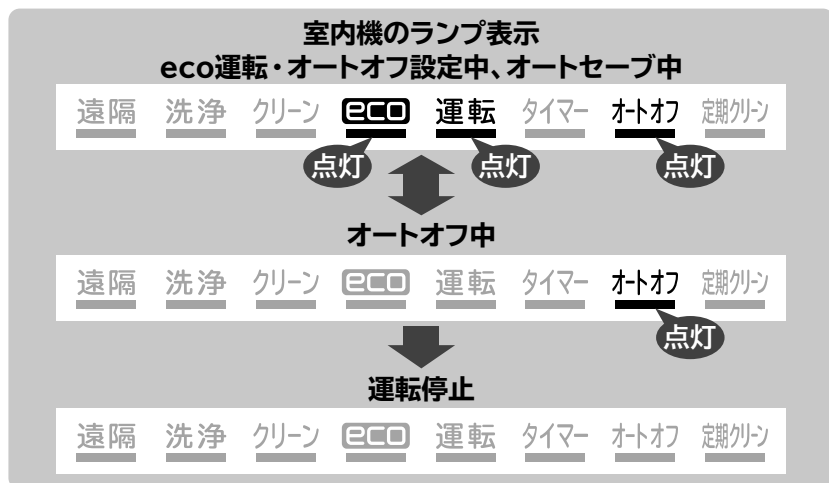 室内機のランプ表示
eco運転・オートオフ設定中、オートセーブ中
遠隔 洗浄 クリーン eco 運転 タイマー オートオフ 定期クリーン
点灯 点灯 点灯
オートオフ中
遠隔 洗浄 クリーン eco 運転 タイマー オートオフ 定期クリーン
点灯
運転停止
遠隔 洗浄 クリーン eco 運転 タイマー オートオフ 定期クリーン